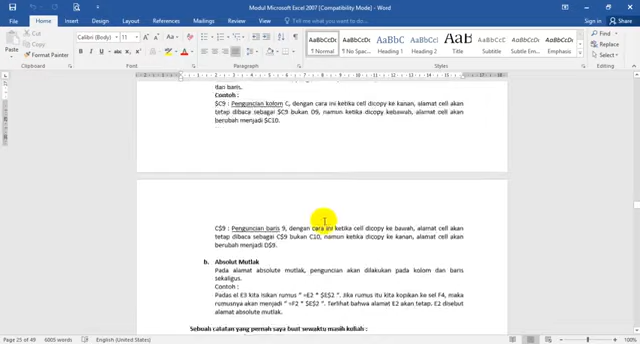 Modul Microsoft Excel 2007 [Compatibility Mode] - Word
File Home Insert Design Layout References Mailings Review View Tell me what you want to do... Sign in Share
Paste
Cut
Copy
Format Painter
Clipboard
11
Font
Paragraph
AaBbCcDc AaBbCcDc AaBbC AaBbCc AaB AaBbCcC AaBbCcDt AaBbCcDt
¶ Normal ¶ No Spac... Heading 1 Heading 2 Title Subtitle Subtle Em... Emphasis
Styles
Find
Replace
Select
Editing
dan baris.
Contoh :
$C9 : Penguncian kolom C, dengan cara ini ketika cell dicopy ke kanan, alamat cell akan
tetap dibaca sebagai $C9 bukan D9, namun ketika dicopy kebawah, alamat cell akan
berubah menjadi $C10.
C$9 : Penguncian baris 9, dengan cara ini ketika cell dicopy ke bawah, alamat cell akan
tetap dibaca sebagai C$9 bukan C10, namun ketika dicopy ke kanan, alamat cell akan
berubah menjadi D$9.
b. Absolut Mutlak
Pada alamat absolute mutlak, penguncian akan dilakukan pada kolom dan baris
sekaligus.
Contoh :
Padas el E3 kita isikan rumus " =E2 * $E$2 ". Jika rumus itu kita kopikan ke sel F4, maka
rumusnya akan menjadi " =F2 * $E$2 ". Terlihat bahwa alamat E2 akan tetap. E2 disebut
alamat absolute mutlak.
Sebuah catatan yang pernah saya buat sewaktu masih kuliah :
Page 25 of 49 6005 words English (United States) 100%